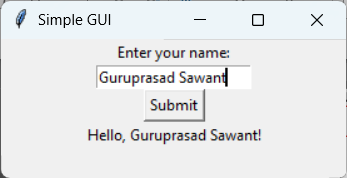 Simple GUI
Enter your name:
Guruprasad Sawant
Submit
Hello, Guruprasad Sawant!